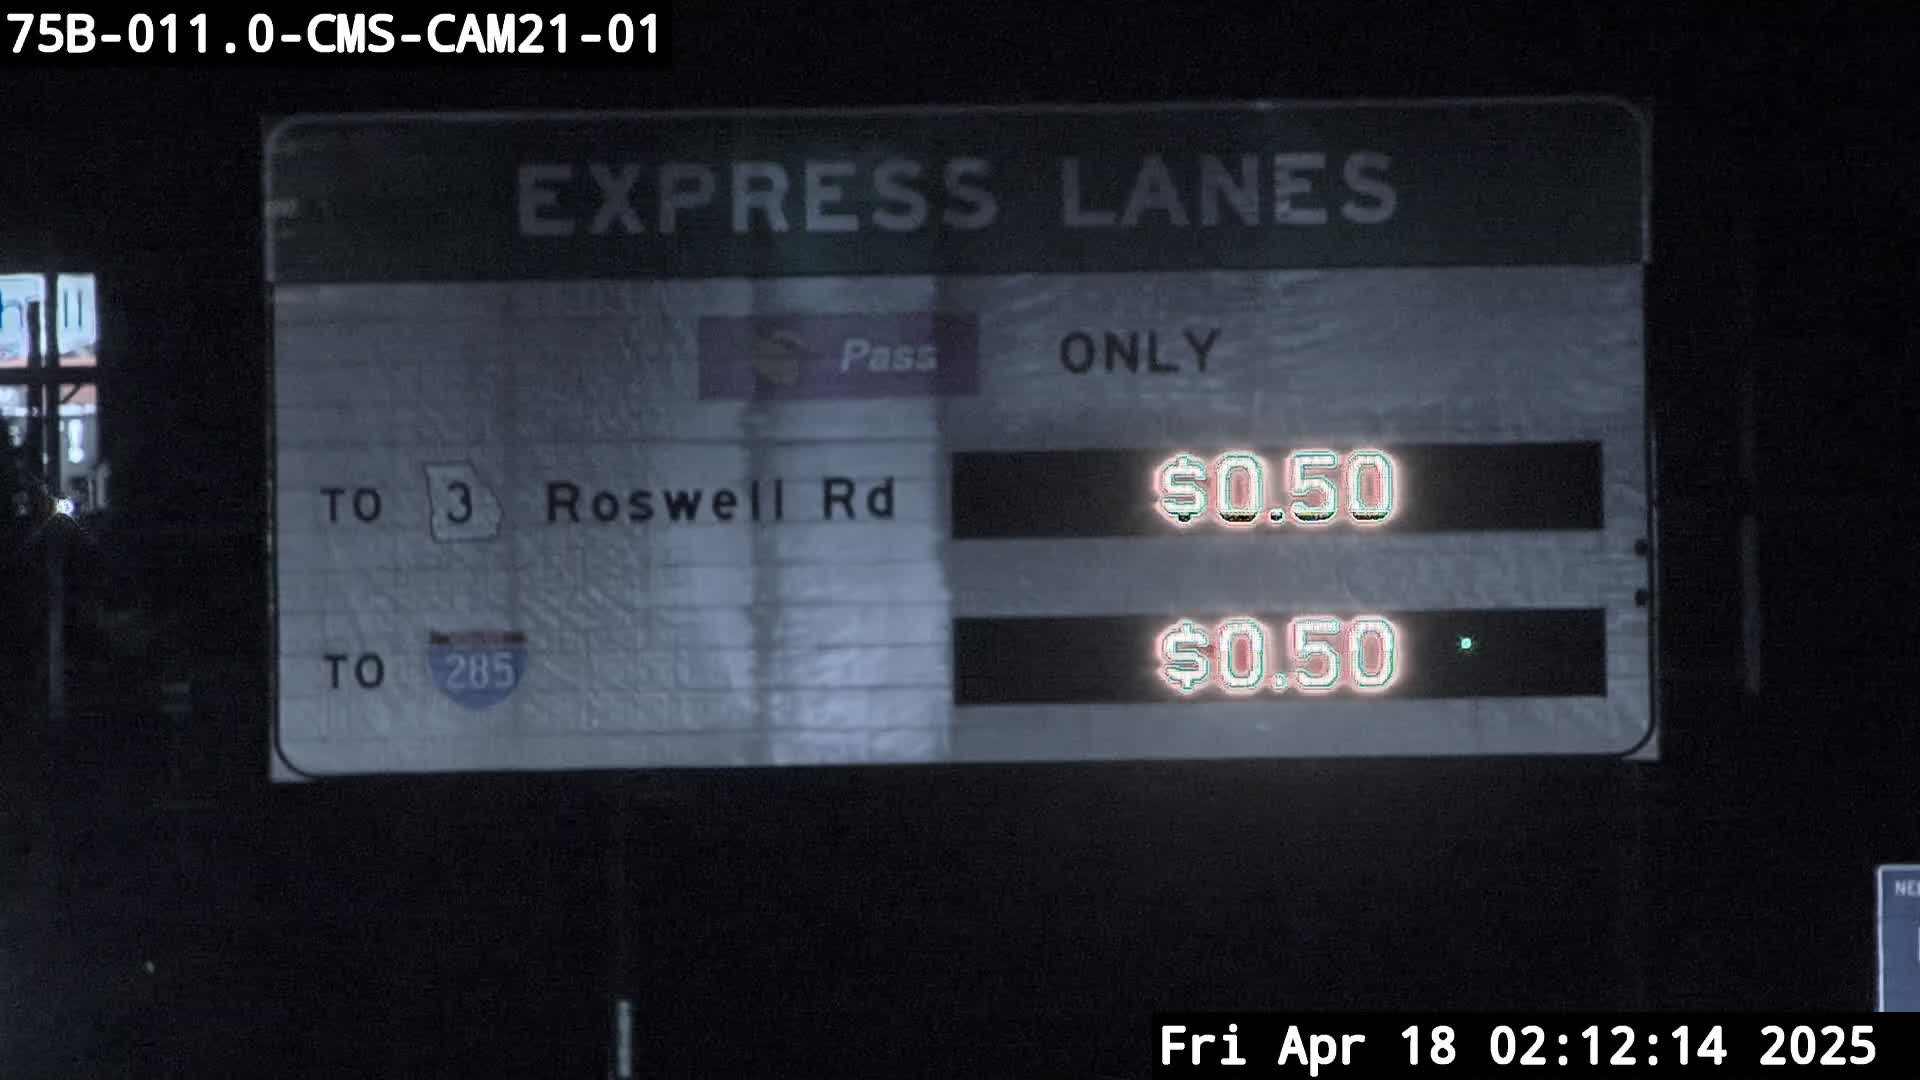 75B-011.0-CMS-CAM21-01
EXPRESS LANES
Pass ONLY
TO 3 Roswell Rd $0.50
TO 285 $0.50
Fri Apr 18 02:12:14 2025